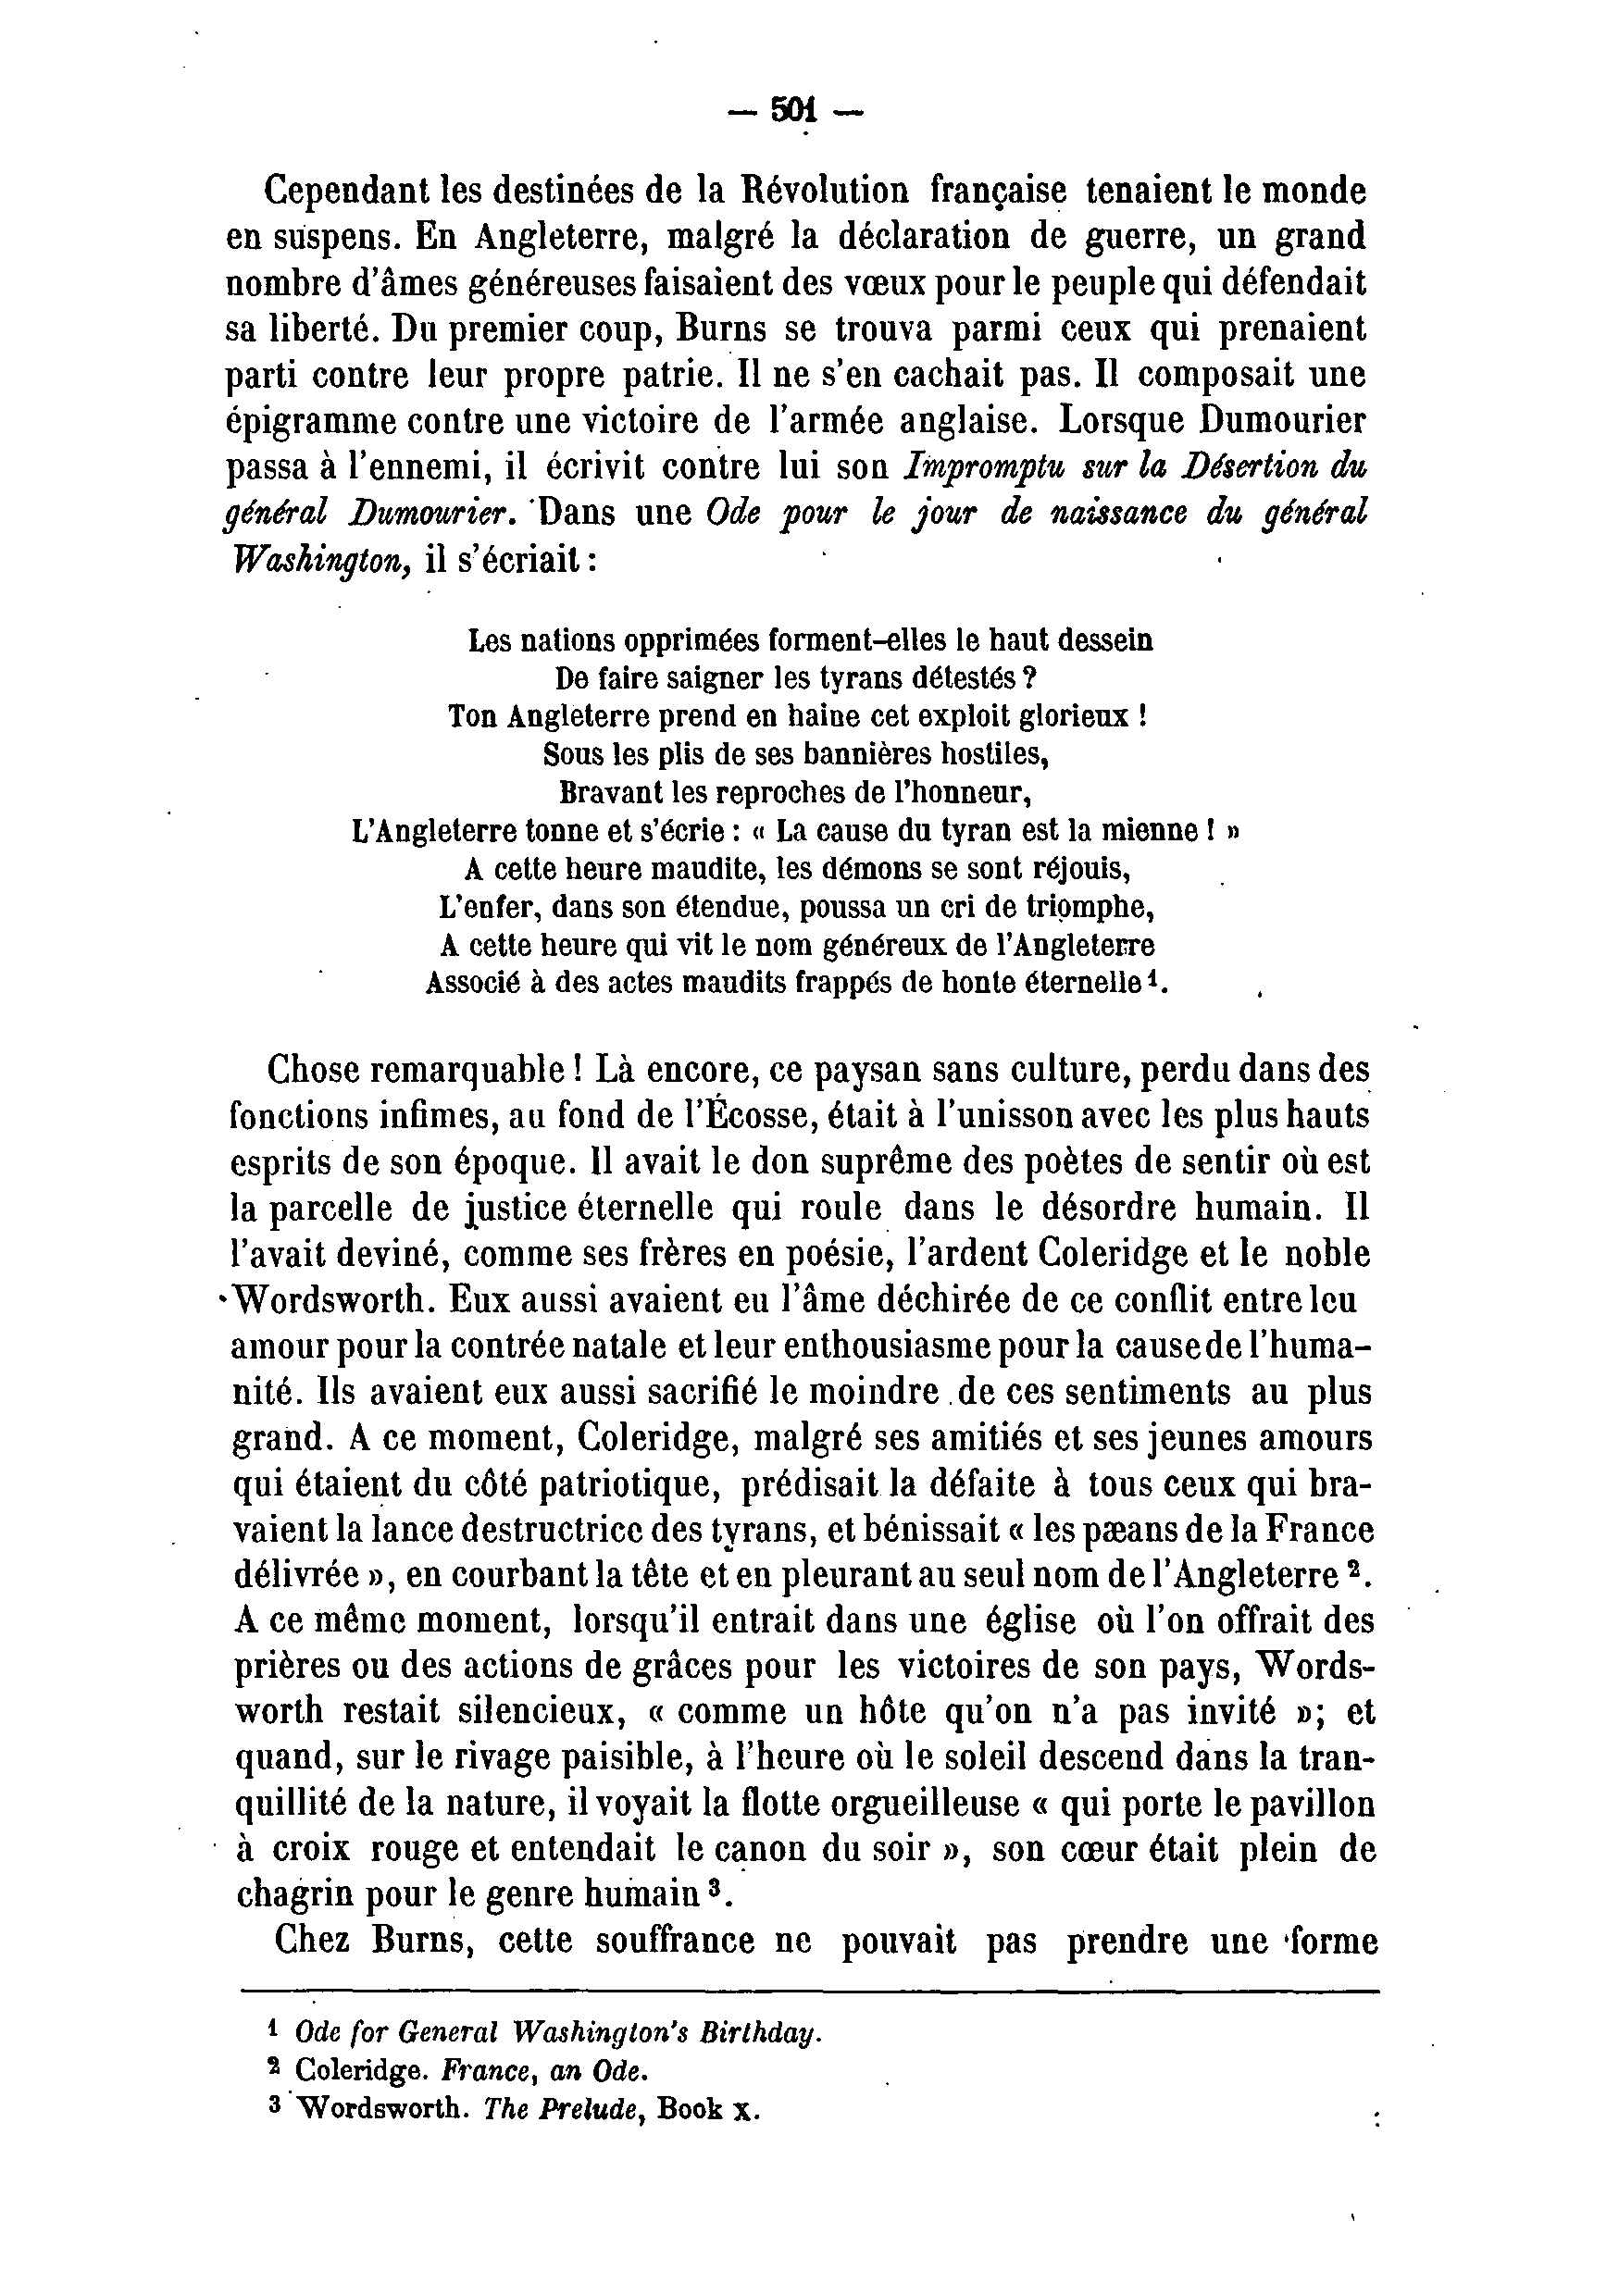 — 501 —
Cependant les destinées de la Révolution française tenaient le monde
en suspens. En Angleterre, malgré la déclaration de guerre, un grand
nombre d'âmes généreuses faisaient des vœux pour le peuple qui défendait
sa liberté. Du premier coup, Burns se trouva parmi ceux qui prenaient
parti contre leur propre patrie. Il ne s'en cachait pas. Il composait une
épigramme contre une victoire de l'armée anglaise. Lorsque Dumourier
passa à l'ennemi, il écrivit contre lui son Impromptu sur la Désertion du
général Dumourier. Dans une Ode pour le jour de naissance du général
Washington, il s'écriait :
Les nations opprimées forment-elles le haut dessein
De faire saigner les tyrans détestés ?
Ton Angleterre prend en haine cet exploit glorieux !
Sous les plis de ses bannières hostiles,
Bravant les reproches de l'honneur,
L'Angleterre tonne et s'écrie : « La cause du tyran est la mienne ! »
A cette heure maudite, les démons se sont réjouis,
L'enfer, dans son étendue, poussa un cri de triomphe,
A cette heure qui vit le nom généreux de l'Angleterre
Associé à des actes maudits frappés de honte éternelle ¹.
Chose remarquable ! Là encore, ce paysan sans culture, perdu dans des
fonctions infimes, au fond de l'Écosse, était à l'unisson avec les plus hauts
esprits de son époque. Il avait le don suprême des poètes de sentir où est
la parcelle de justice éternelle qui roule dans le désordre humain. Il
l'avait deviné, comme ses frères en poésie, l'ardent Coleridge et le noble
Wordsworth. Eux aussi avaient eu l'âme déchirée de ce conflit entre leu
amour pour la contrée natale et leur enthousiasme pour la cause de l'huma-
nité. Ils avaient eux aussi sacrifié le moindre de ces sentiments au plus
grand. A ce moment, Coleridge, malgré ses amitiés et ses jeunes amours
qui étaient du côté patriotique, prédisait la défaite à tous ceux qui bra-
vaient la lance destructrice des tyrans, et bénissait « les pæans de la France
délivrée », en courbant la tête et en pleurant au seul nom de l'Angleterre ².
A ce même moment, lorsqu'il entrait dans une église où l'on offrait des
prières ou des actions de grâces pour les victoires de son pays, Words-
worth restait silencieux, « comme un hôte qu'on n'a pas invité »; et
quand, sur le rivage paisible, à l'heure où le soleil descend dans la tran-
quillité de la nature, il voyait la flotte orgueilleuse « qui porte le pavillon
à croix rouge et entendait le canon du soir », son cœur était plein de
chagrin pour le genre humain ³.
Chez Burns, cette souffrance ne pouvait pas prendre une forme
¹ Ode for General Washington's Birthday.
² Coleridge. France, an Ode.
³ Wordsworth. The Prelude, Book X.